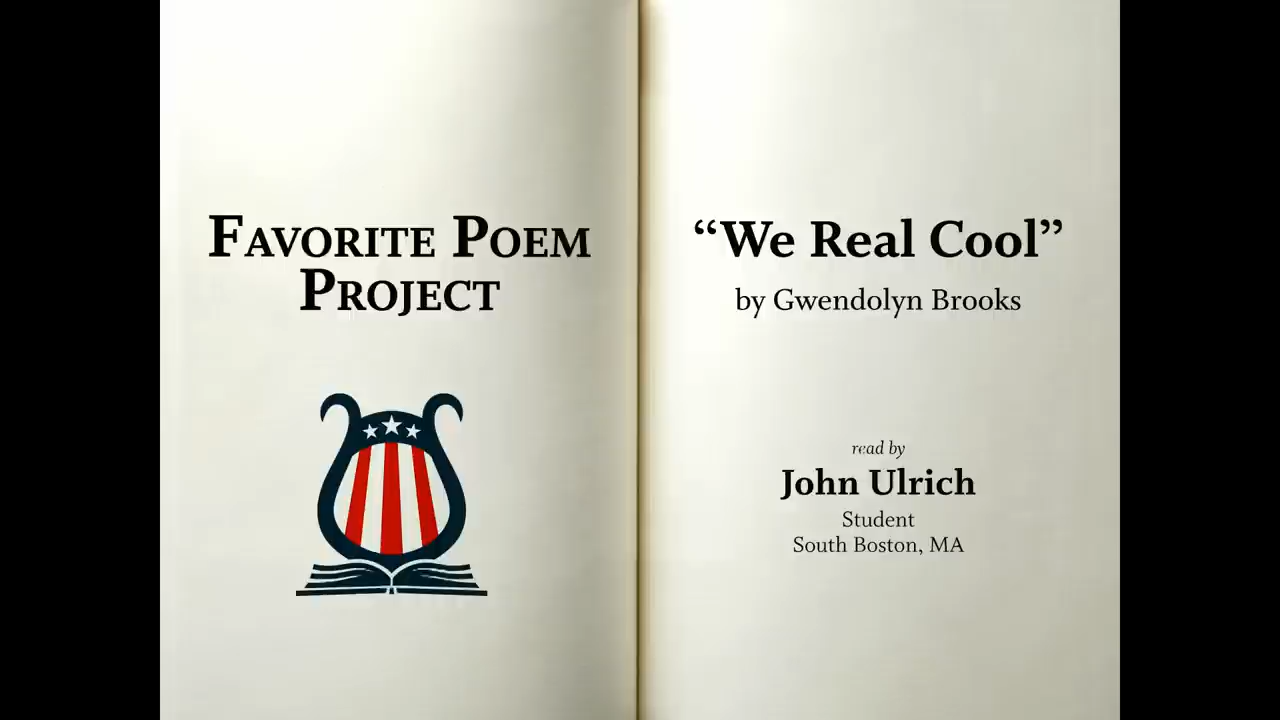 FAVORITE POEM
PROJECT
“We Real Cool”
by Gwendolyn Brooks
read by
John Ulrich
Student
South Boston, MA